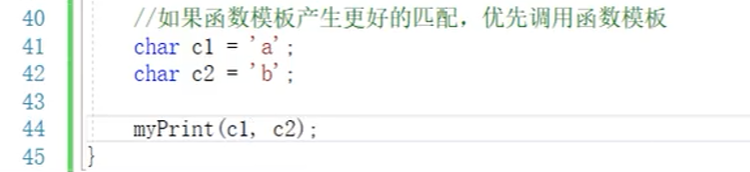 40 //如果函数模板产生更好的匹配，优先调用函数模板
41 char c1 = 'a';
42 char c2 = 'b';
43
44 myPrint(c1, c2);
45 }